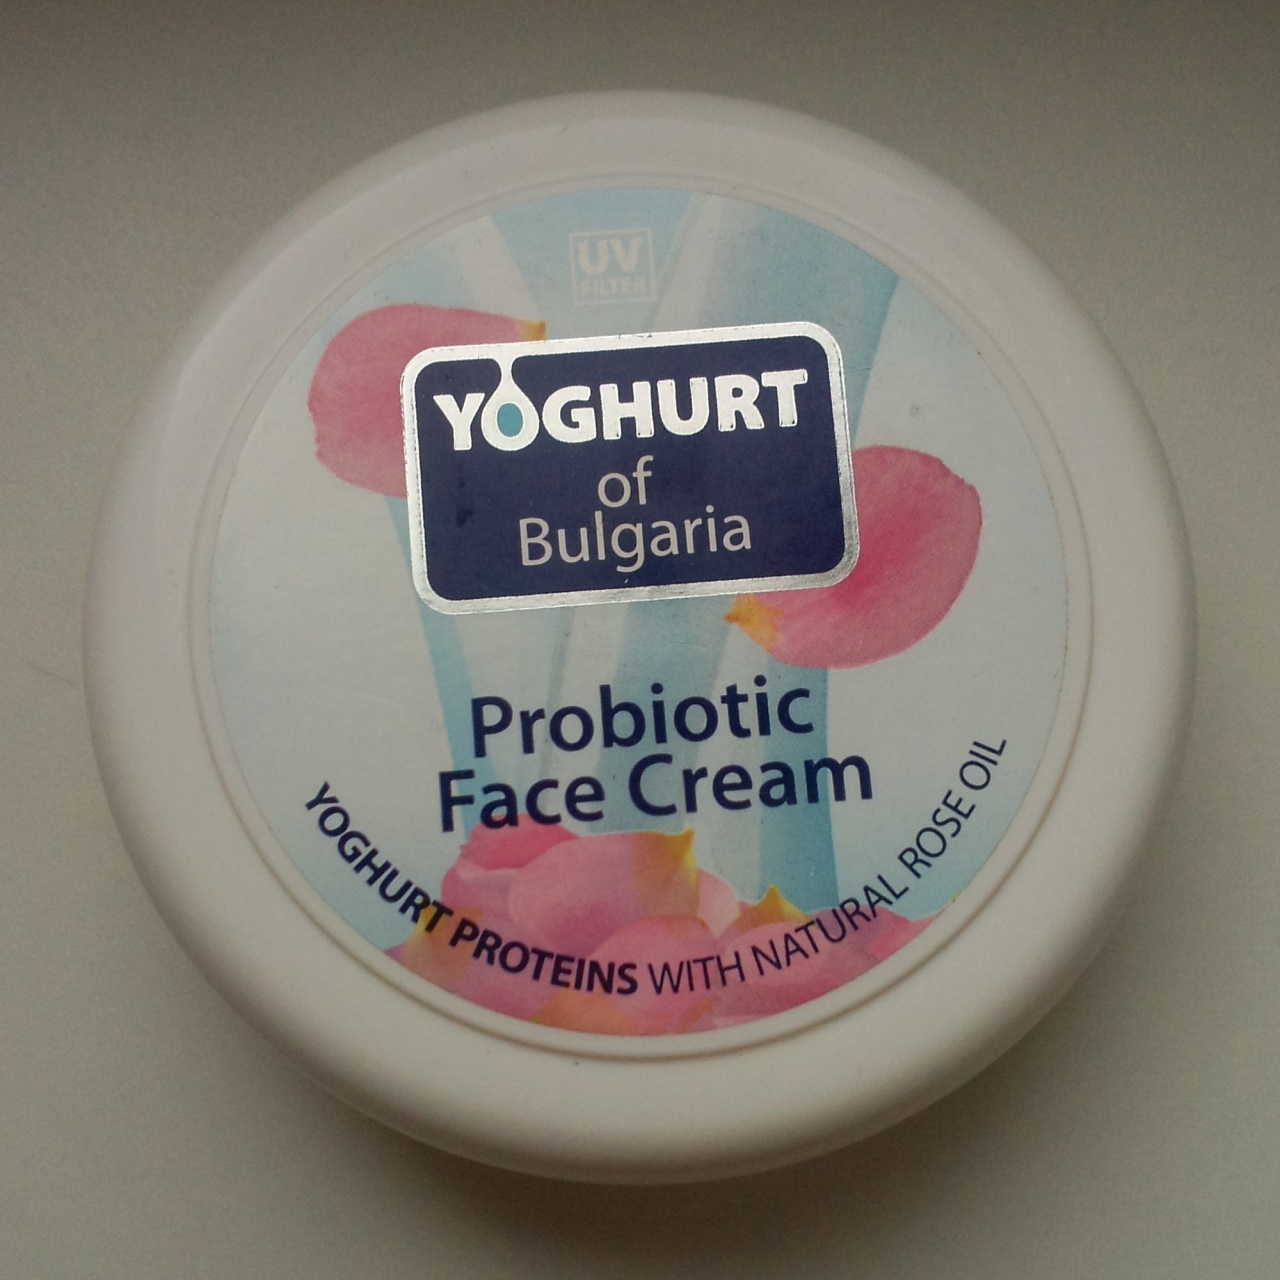 UV
FILTER
YOGHURT
of
Bulgaria
Probiotic
Face Cream
YOGHURT PROTEINS WITH NATURAL ROSE OIL